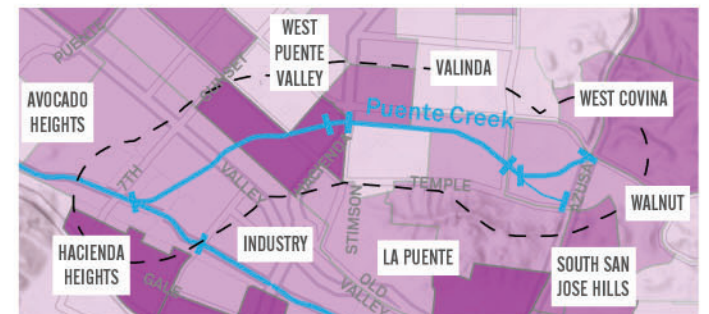 WEST
PUENTE
VALLEY
PUENTE
SUNSET
VALINDA
AVOCADO
HEIGHTS
WEST COVINA
Puente Creek
7TH
VALLEY
HACIENDA
TEMPLE
AZUSA
STIMSON
WALNUT
HACIENDA
HEIGHTS
INDUSTRY
LA PUENTE
SOUTH SAN
JOSE HILLS
GALE
OLD
VALLEY